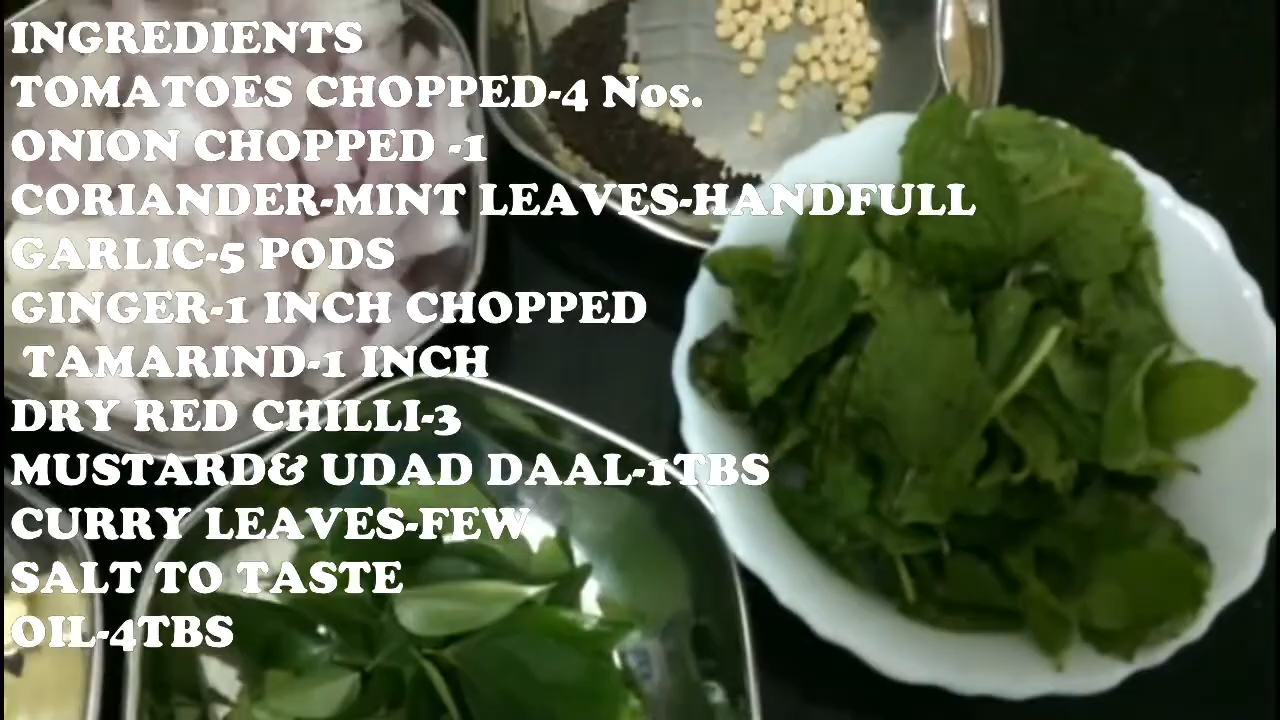 INGREDIENTS
TOMATOES CHOPPED-4 Nos.
ONION CHOPPED -1
CORIANDER-MINT LEAVES-HANDFULL
GARLIC-5 PODS
GINGER-1 INCH CHOPPED
TAMARIND-1 INCH
DRY RED CHILLI-3
MUSTARD& UDAD DAAL-1TBS
CURRY LEAVES-FEW
SALT TO TASTE
OIL-4TBS